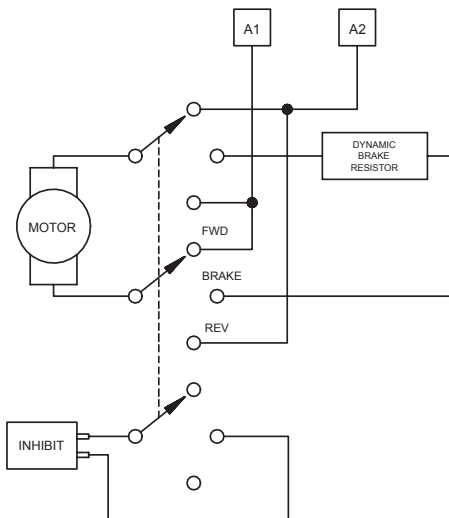 A1
A2
DYNAMIC
BRAKE
RESISTOR
MOTOR
FWD
BRAKE
REV
INHIBIT